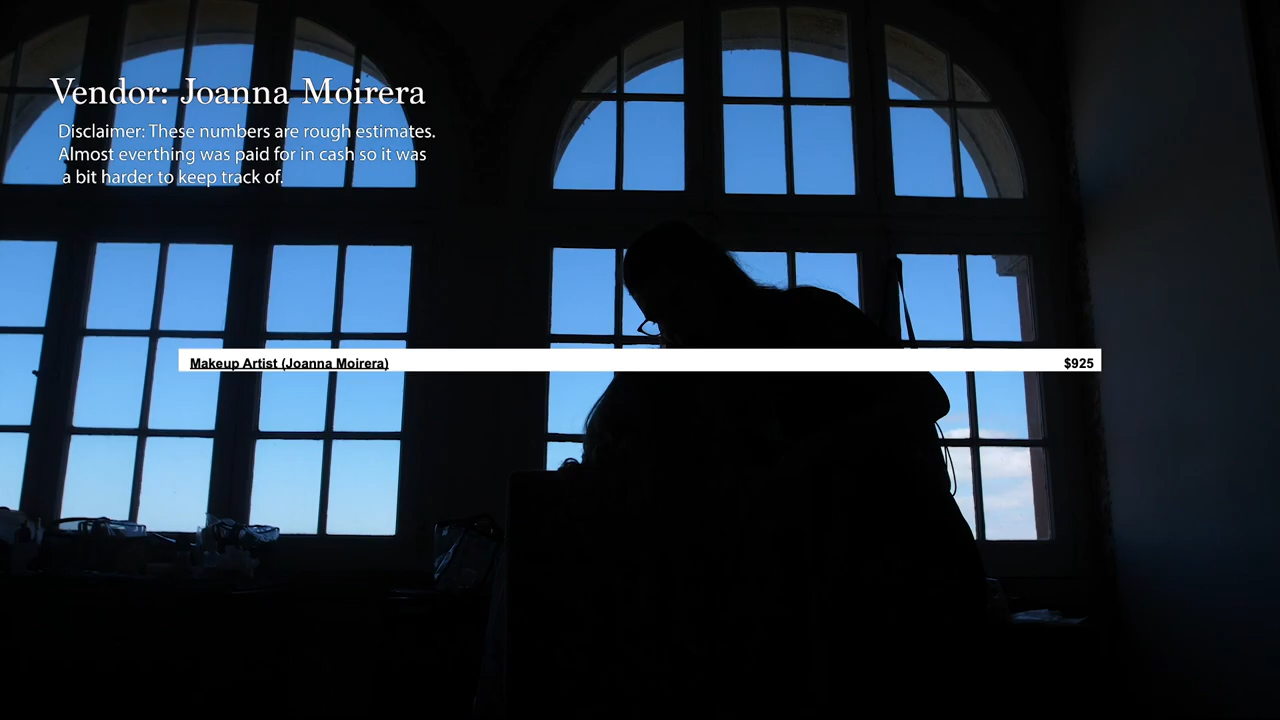 Vendor: Joanna Moirera
Disclaimer: These numbers are rough estimates.
Almost everthing was paid for in cash so it was
a bit harder to keep track of.
Makeup Artist (Joanna Moirera) $925